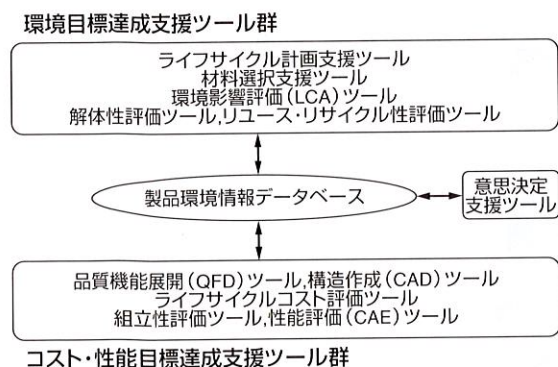 環境目標達成支援ツール群
ライフサイクル計画支援ツール
材料選択支援ツール
環境影響評価(LCA)ツール
解体性評価ツール,リユース・リサイクル性評価ツール
製品環境情報データベース
意思決定
支援ツール
品質機能展開(QFD)ツール,構造作成(CAD)ツール
ライフサイクルコスト評価ツール
組立性評価ツール,性能評価(CAE)ツール
コスト・性能目標達成支援ツール群